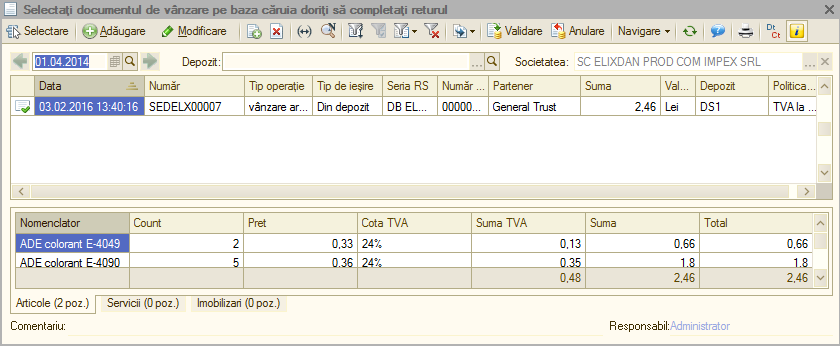 Selectați documentul de vânzare pe baza căruia doriți să completați returul
Selectare Adăugare Modificare Validare Anulare Navigare Dt Ct i
01.04.2014 Depozit: ... Societatea: SC ELIXDAN PROD COM IMPEX SRL ...
Data Număr Tip operație Tip de ieșire Seria RS Număr ... Partener Suma Val... Depozit Politica...
03.02.2016 13:40:16 SEDELX00007 vânzare ar... Din depozit DB EL... 00000... General Trust 2,46 Lei DS1 TVA la ...
Nomenclator Count Pret Cota TVA Suma TVA Suma Total
ADE colorant E-4049 2 0,33 24% 0,13 0,66 0,66
ADE colorant E-4090 5 0,36 24% 0,35 1,8 1,8
0,48 2,46 2,46
Articole (2 poz.) Servicii (0 poz.) Imobilizari (0 poz.)
Comentariu: Responsabil: Administrator